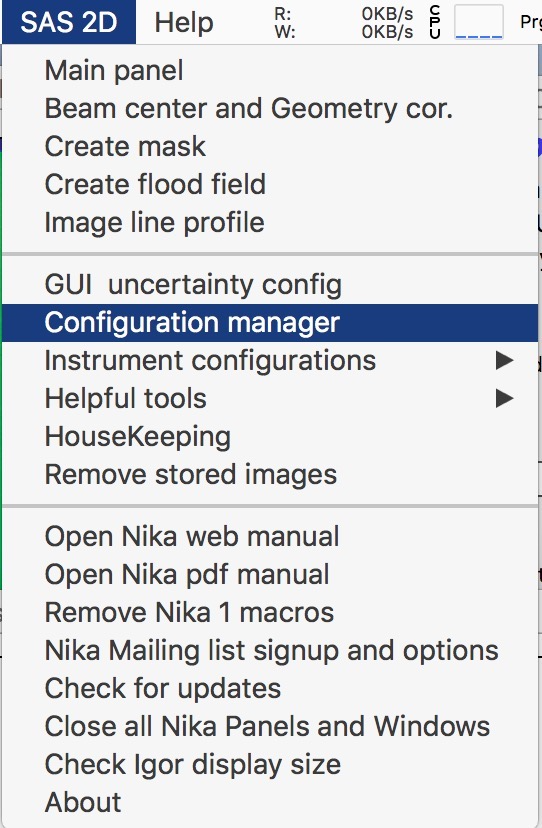 SAS 2D Help R: 0KB/s CPU Prg
W: 0KB/s
Main panel
Beam center and Geometry cor.
Create mask
Create flood field
Image line profile
GUI  uncertainty config
Configuration manager
Instrument configurations
Helpful tools
HouseKeeping
Remove stored images
Open Nika web manual
Open Nika pdf manual
Remove Nika 1 macros
Nika Mailing list signup and options
Check for updates
Close all Nika Panels and Windows
Check Igor display size
About